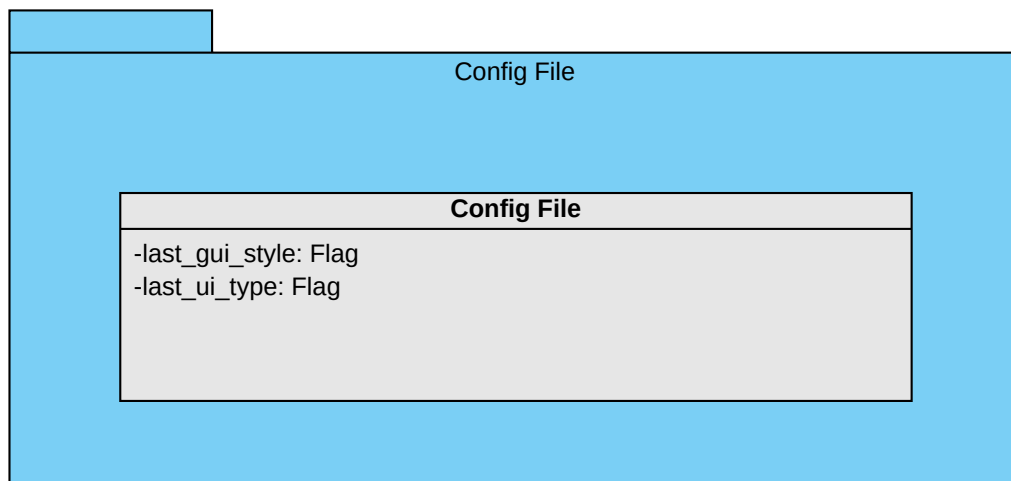 Config File
Config File
-last_gui_style: Flag
-last_ui_type: Flag